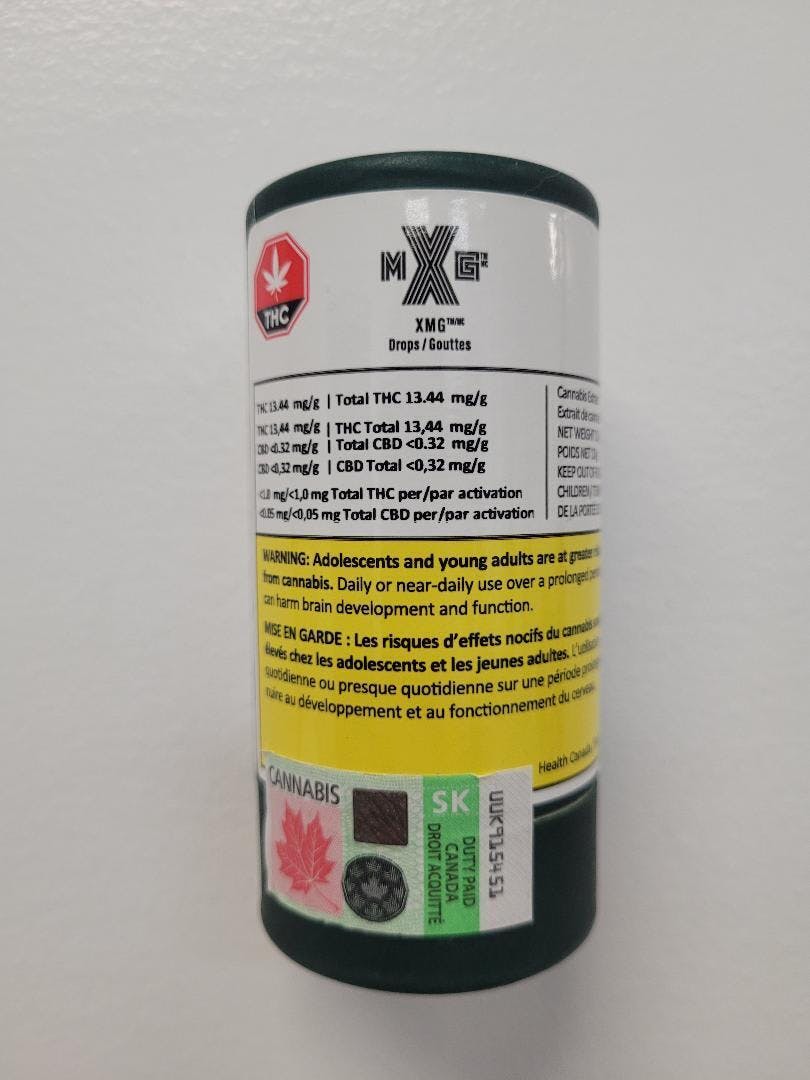 THC
MXG TM MC
XMG TM/MC
Drops / Gouttes
THC 13.44 mg/g | Total THC 13.44 mg/g
THC 13,44 mg/g | THC Total 13,44 mg/g
CBD <0.32 mg/g | Total CBD <0.32 mg/g
CBD <0,32 mg/g | CBD Total <0,32 mg/g
<1.0 mg/<1,0 mg Total THC per/par activation
<0.05 mg/<0,05 mg Total CBD per/par activation
Cannabis
Extrait de
NET WEIGHT
POIDS NET
KEEP OUT OF
CHILDREN
DE LA PORTÉE
WARNING: Adolescents and young adults are at greater
from cannabis. Daily or near-daily use over a prolonged
can harm brain development and function.
MISE EN GARDE : Les risques d'effets nocifs du cannabis
élevés chez les adolescents et les jeunes adultes.
quotidienne ou presque quotidienne sur une période
nuire au développement et au fonctionnement du cerveau.
Health Canada
CANNABIS
SK
DUTY PAID
CANADA
DROIT ACQUITTÉ
UUK915451